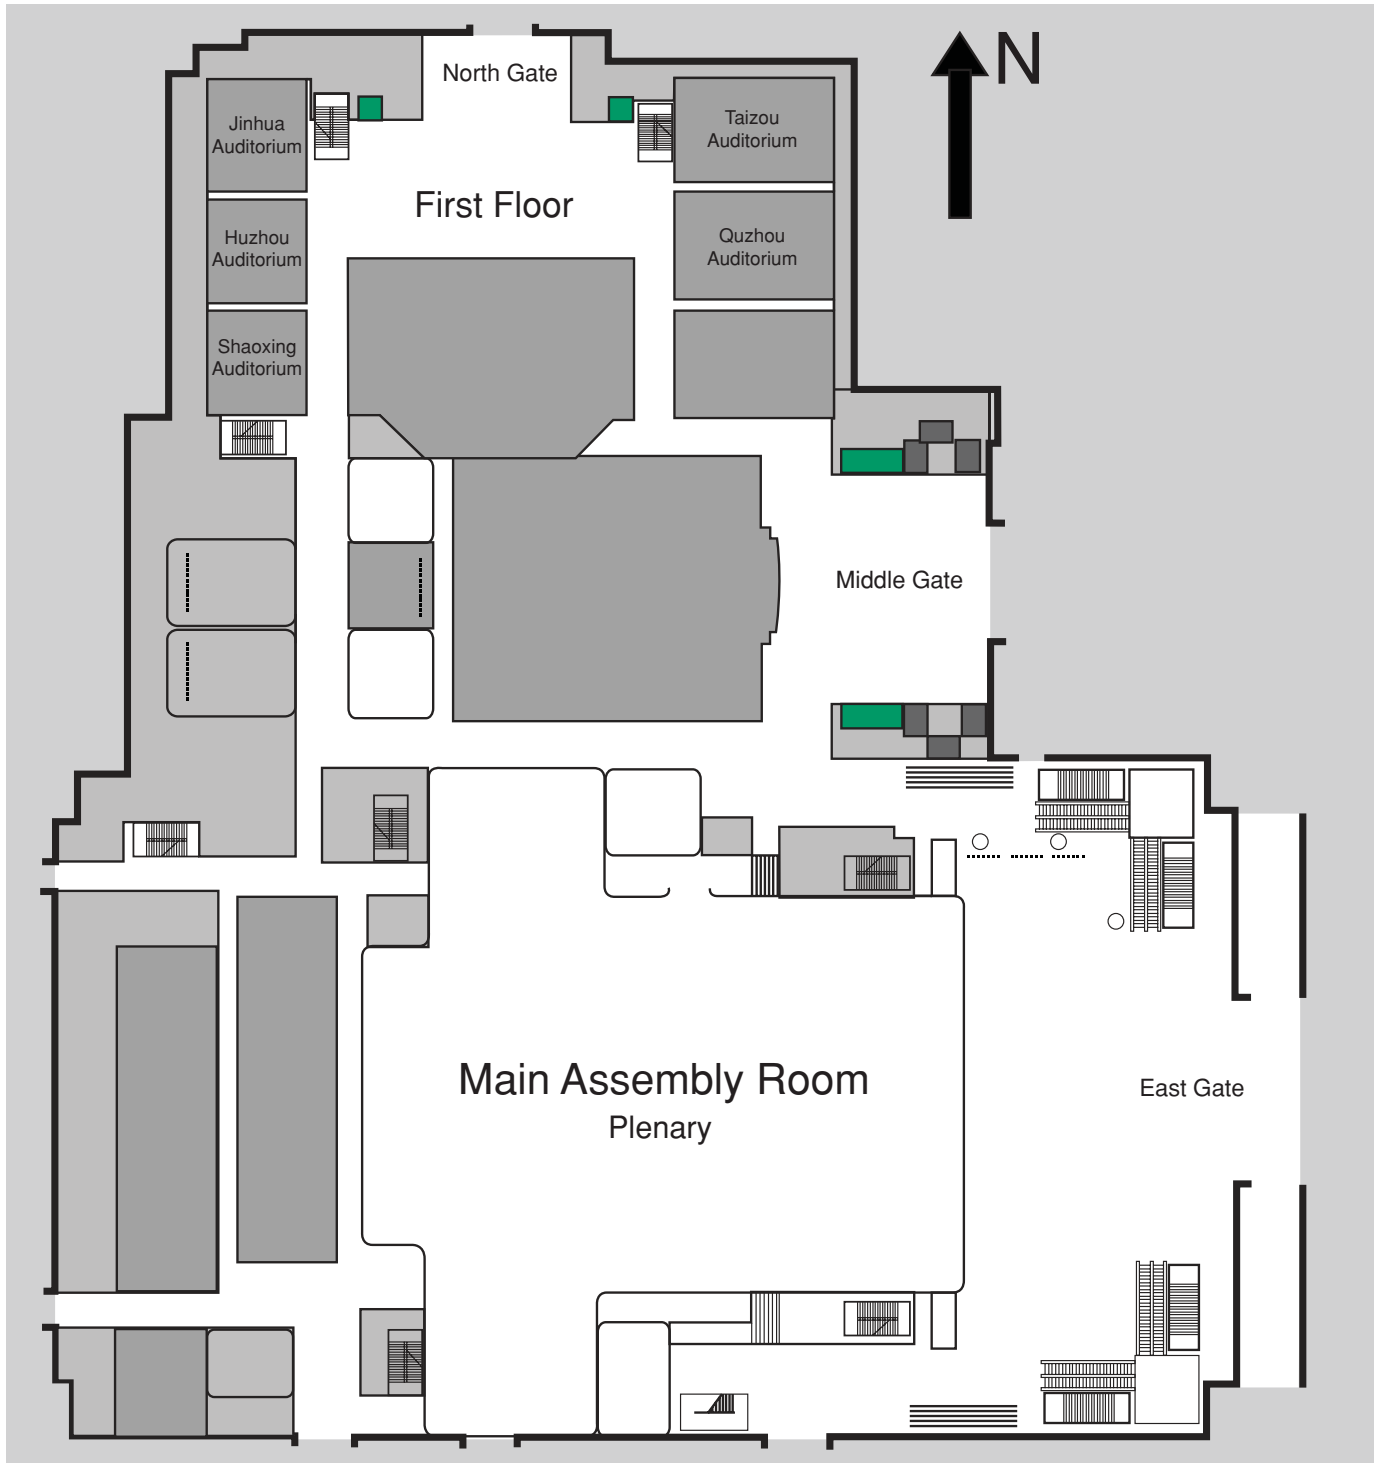 North Gate
N
Jinhua
Auditorium
Taizou
Auditorium
First Floor
Huzhou
Auditorium
Quzhou
Auditorium
Shaoxing
Auditorium
Middle Gate
Main Assembly Room
Plenary
East Gate